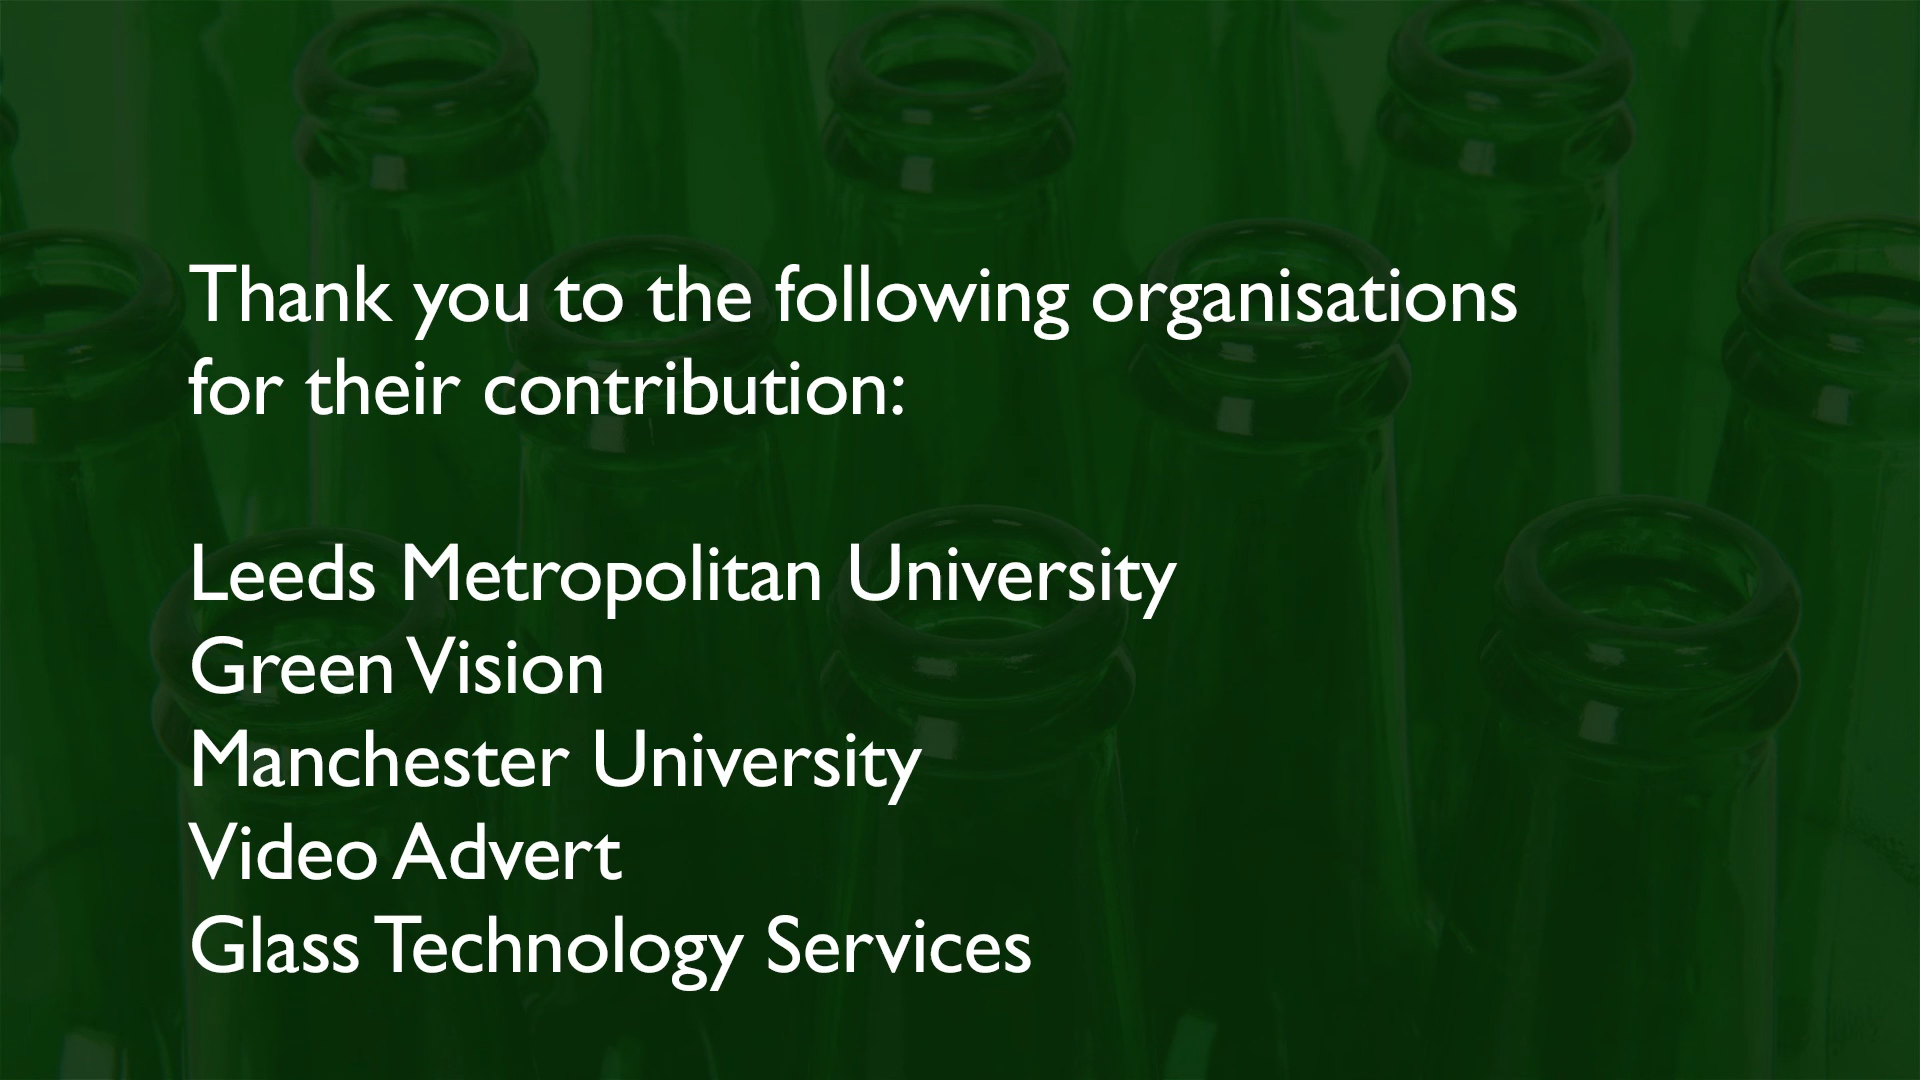 Thank you to the following organisations
for their contribution:
Leeds Metropolitan University
Green Vision
Manchester University
Video Advert
Glass Technology Services